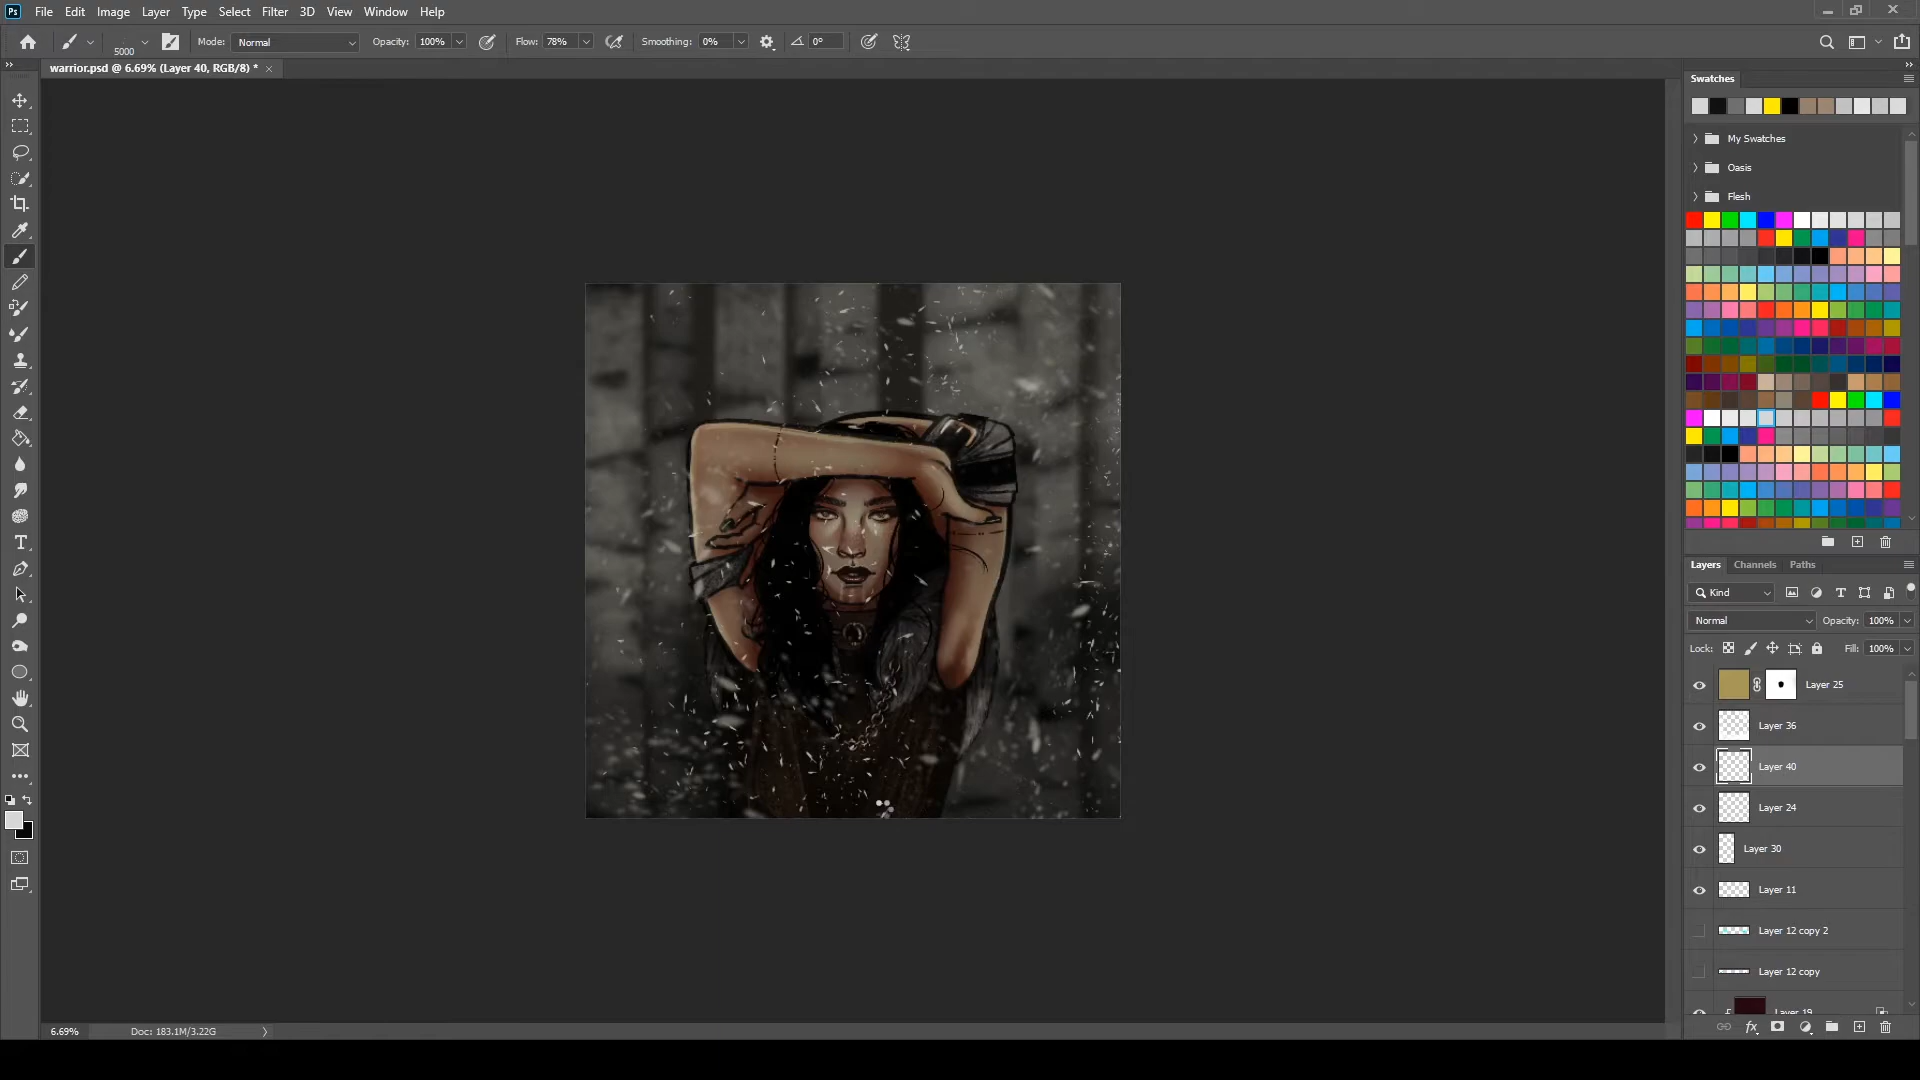 Ps File Edit Image Layer Type Select Filter 3D View Window Help
5000 Mode: Normal Opacity: 100% Flow: 78% Smoothing: 0% 0°
warrior.psd @ 6.69% (Layer 40, RGB/8) *
Swatches
My Swatches
Oasis
Flesh
Layers Channels Paths
Kind
Normal Opacity: 100%
Lock: Fill: 100%
Layer 25
Layer 36
Layer 40
Layer 24
Layer 30
Layer 11
Layer 12 copy 2
Layer 12 copy
Layer 19
6.69% Doc: 183.1M/3.22G